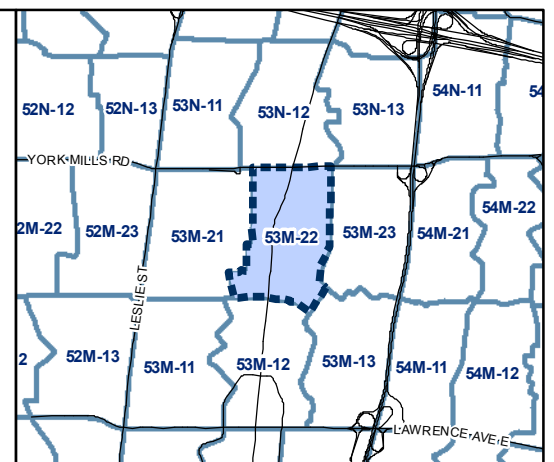 54N-11
54
52N-12
52N-13
53N-11
53N-12
53N-13
YORK MILLS RD
2M-22
52M-23
53M-21
53M-22
53M-23
54M-21
54M-22
LESLIE ST
2
52M-13
53M-11
53M-12
53M-13
54M-11
54M-12
LAWRENCE AVE E